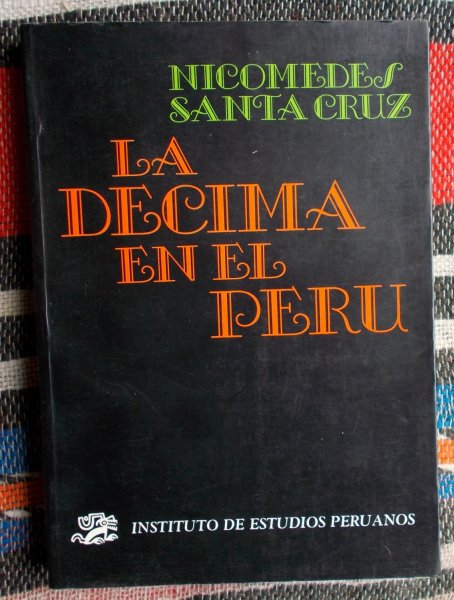 NICOMEDES
SANTA CRUZ
LA
DECIMA
EN EL
PERU
INSTITUTO DE ESTUDIOS PERUANOS